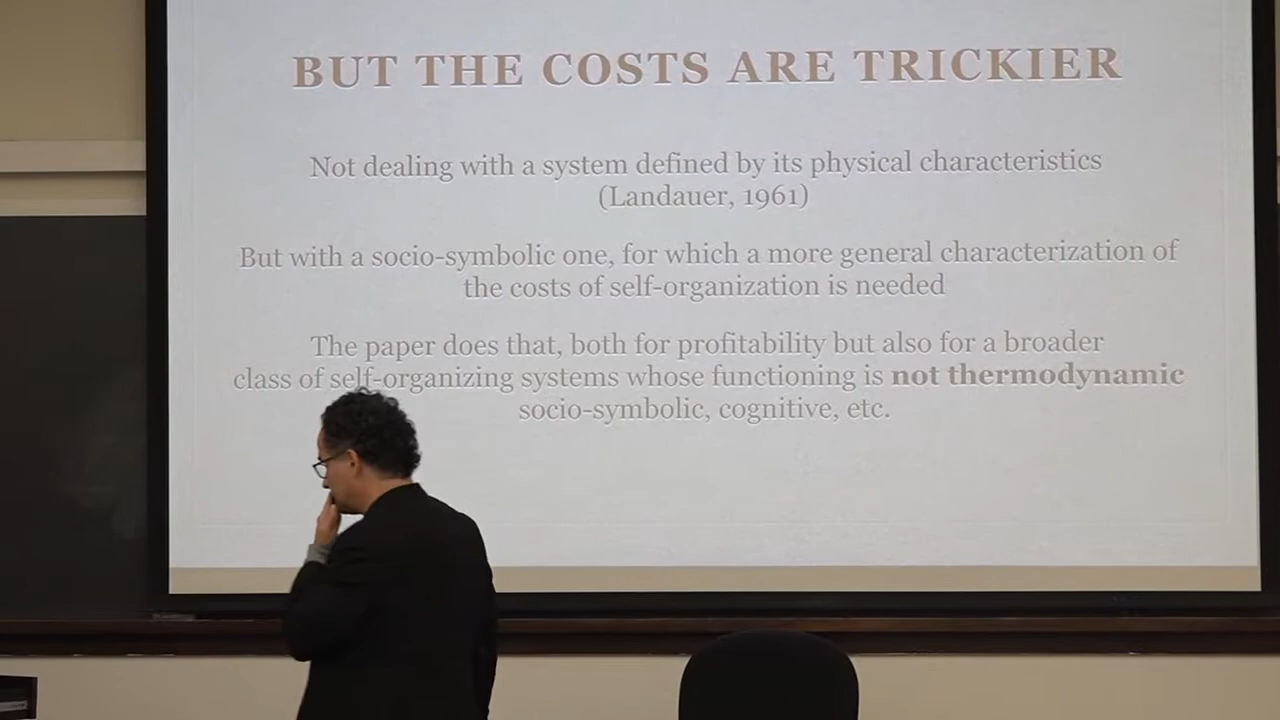 BUT THE COSTS ARE TRICKIER
Not dealing with a system defined by its physical characteristics
(Landauer, 1961)
But with a socio-symbolic one, for which a more general characterization of
the costs of self-organization is needed
The paper does that, both for profitability but also for a broader
class of self-organizing systems whose functioning is not thermodynamic
socio-symbolic, cognitive, etc.